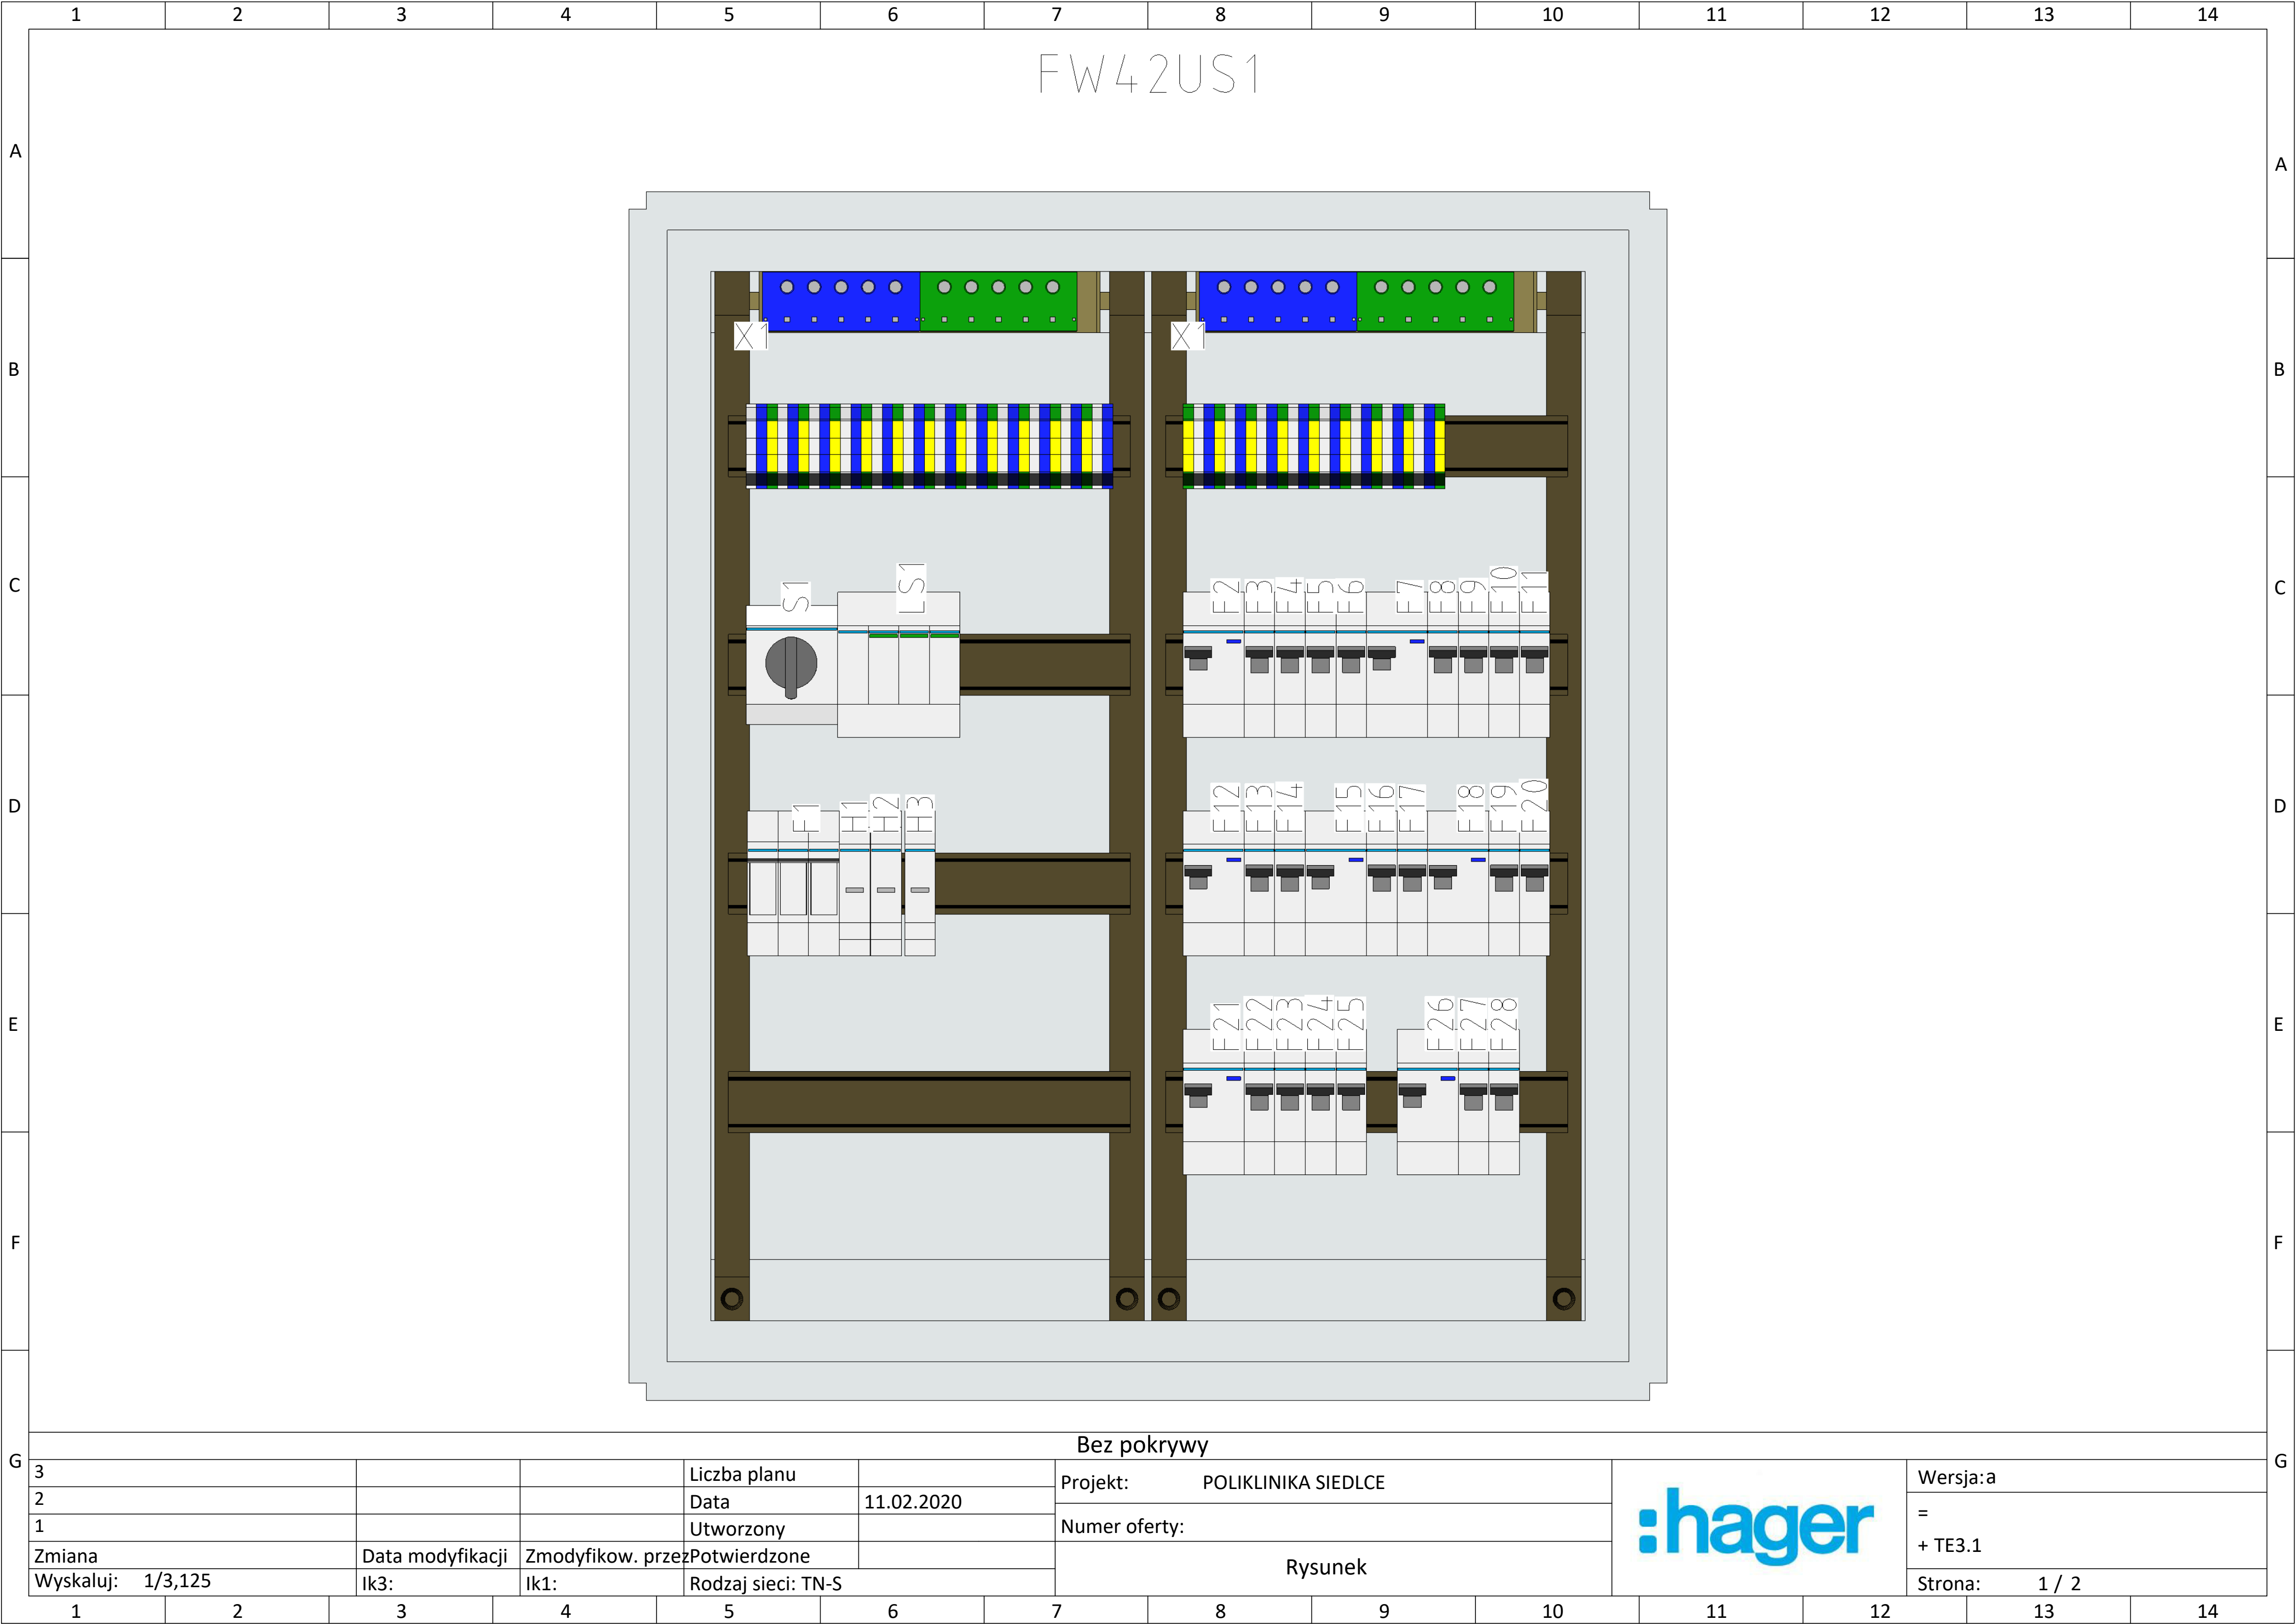 1 2 3 4 5 6 7 8 9 10 11 12 13 14
FW42US1
A A
B B
C C
D D
E E
F F
G G
X1 X1
S1 LS1 F2 F3 F4 F5 F6 F7 F8 F9 F10 F11
F1 H1 H2 H3 F12 F13 F14 F15 F16 F17 F18 F19 F20
F21 F22 F23 F24 F25 F26 F27 F28
Bez pokrywy
3 Liczba planu
2 Data 11.02.2020
1 Utworzony
Zmiana Data modyfikacji Zmodyfikow. przez Potwierdzone
Wyskaluj: 1/3,125 Ik3: Ik1: Rodzaj sieci: TN-S
Projekt: POLIKLINIKA SIEDLCE
Numer oferty:
Rysunek
:hager
Wersja: a
=
+ TE3.1
Strona: 1 / 2
1 2 3 4 5 6 7 8 9 10 11 12 13 14